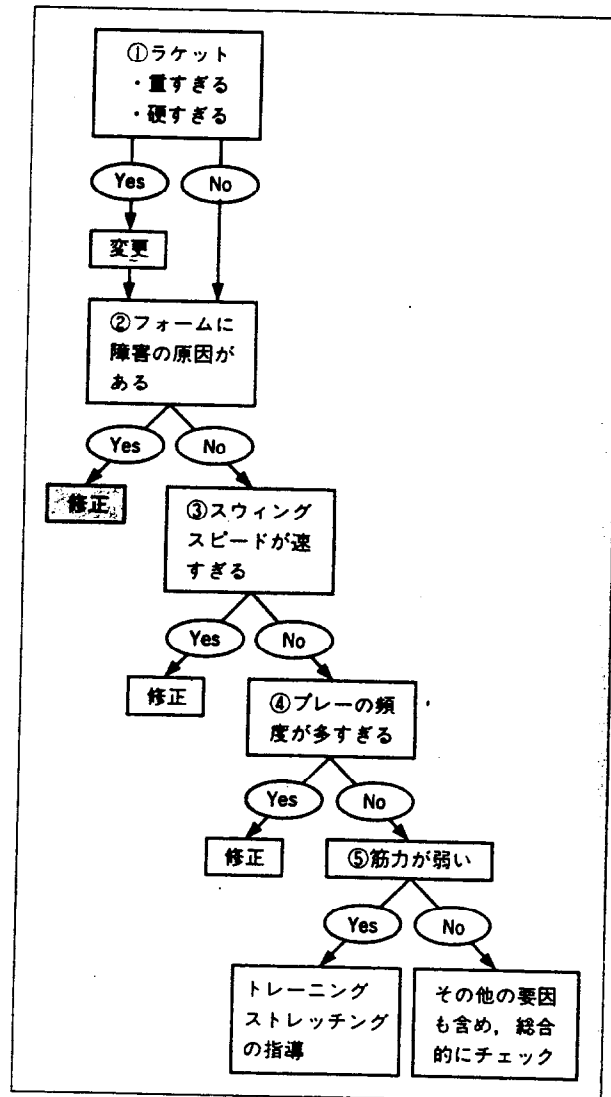 ①ラケット
・重すぎる
・硬すぎる
Yes
No
変更
②フォームに
障害の原因が
ある
Yes
No
修正
③スウィング
スピードが速
すぎる
Yes
No
修正
④プレーの頻
度が多すぎる
Yes
No
修正
⑤筋力が弱い
Yes
No
トレーニング
ストレッチング
の指導
その他の要因
も含め，総合
的にチェック